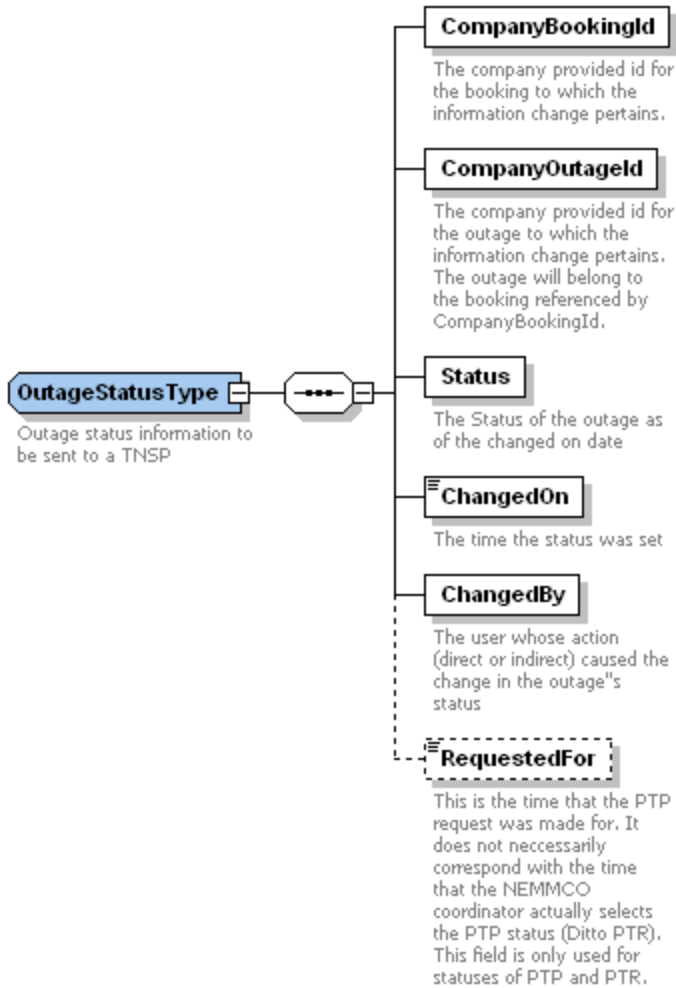 CompanyBookingId
The company provided id for
the booking to which the
information change pertains.
CompanyOutageId
The company provided id for
the outage to which the
information change pertains.
The outage will belong to
the booking referenced by
CompanyBookingId.
OutageStatusType
Outage status information to
be sent to a TNSP
Status
The Status of the outage as
of the changed on date
ChangedOn
The time the status was set
ChangedBy
The user whose action
(direct or indirect) caused the
change in the outage"s
status
RequestedFor
This is the time that the PTP
request was made for. It
does not neccessarily
correspond with the time
that the NEMMCO
coordinator actually selects
the PTP status (Ditto PTR).
This field is only used for
statuses of PTP and PTR.